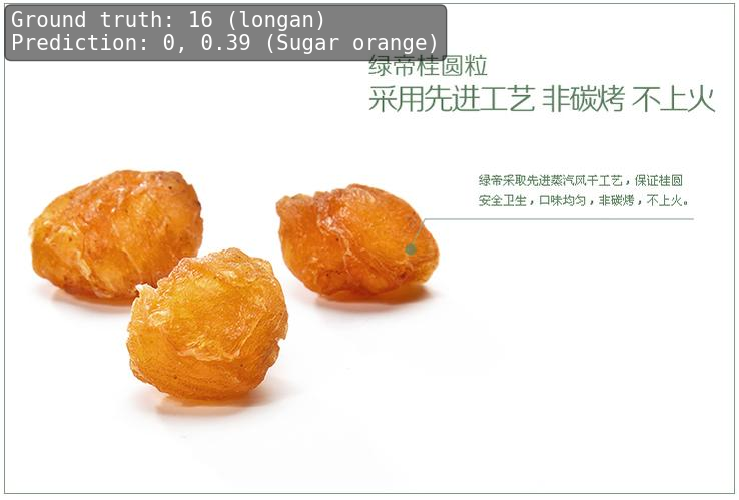 Ground truth: 16 (longan)
Prediction: 0, 0.39 (Sugar orange)
绿帝桂圆粒
采用先进工艺 非碳烤 不上火
绿帝采取先进蒸汽风干工艺，保证桂圆
安全卫生，口味均匀，非碳烤，不上火。